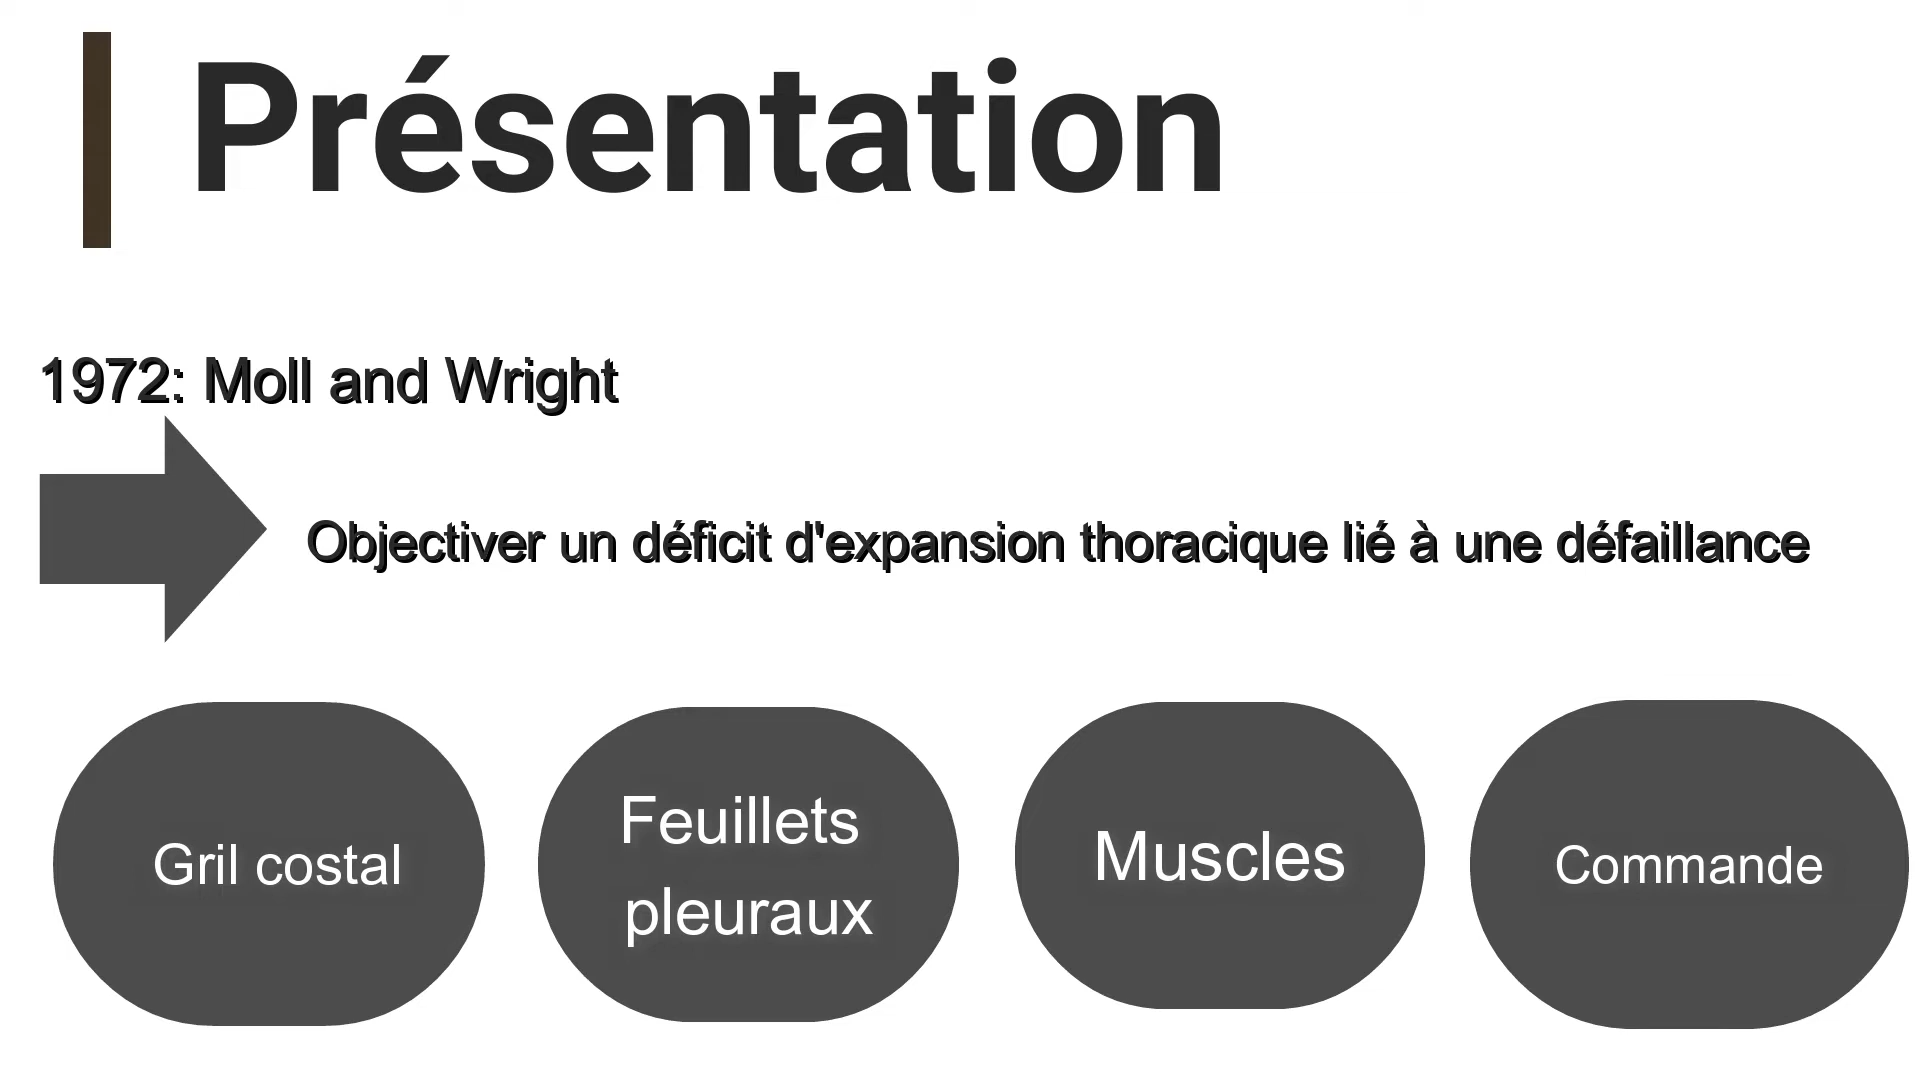 Présentation
1972: Moll and Wright
Objectiver un déficit d'expansion thoracique lié à une défaillance
Gril costal
Feuillets
pleuraux
Muscles
Commande